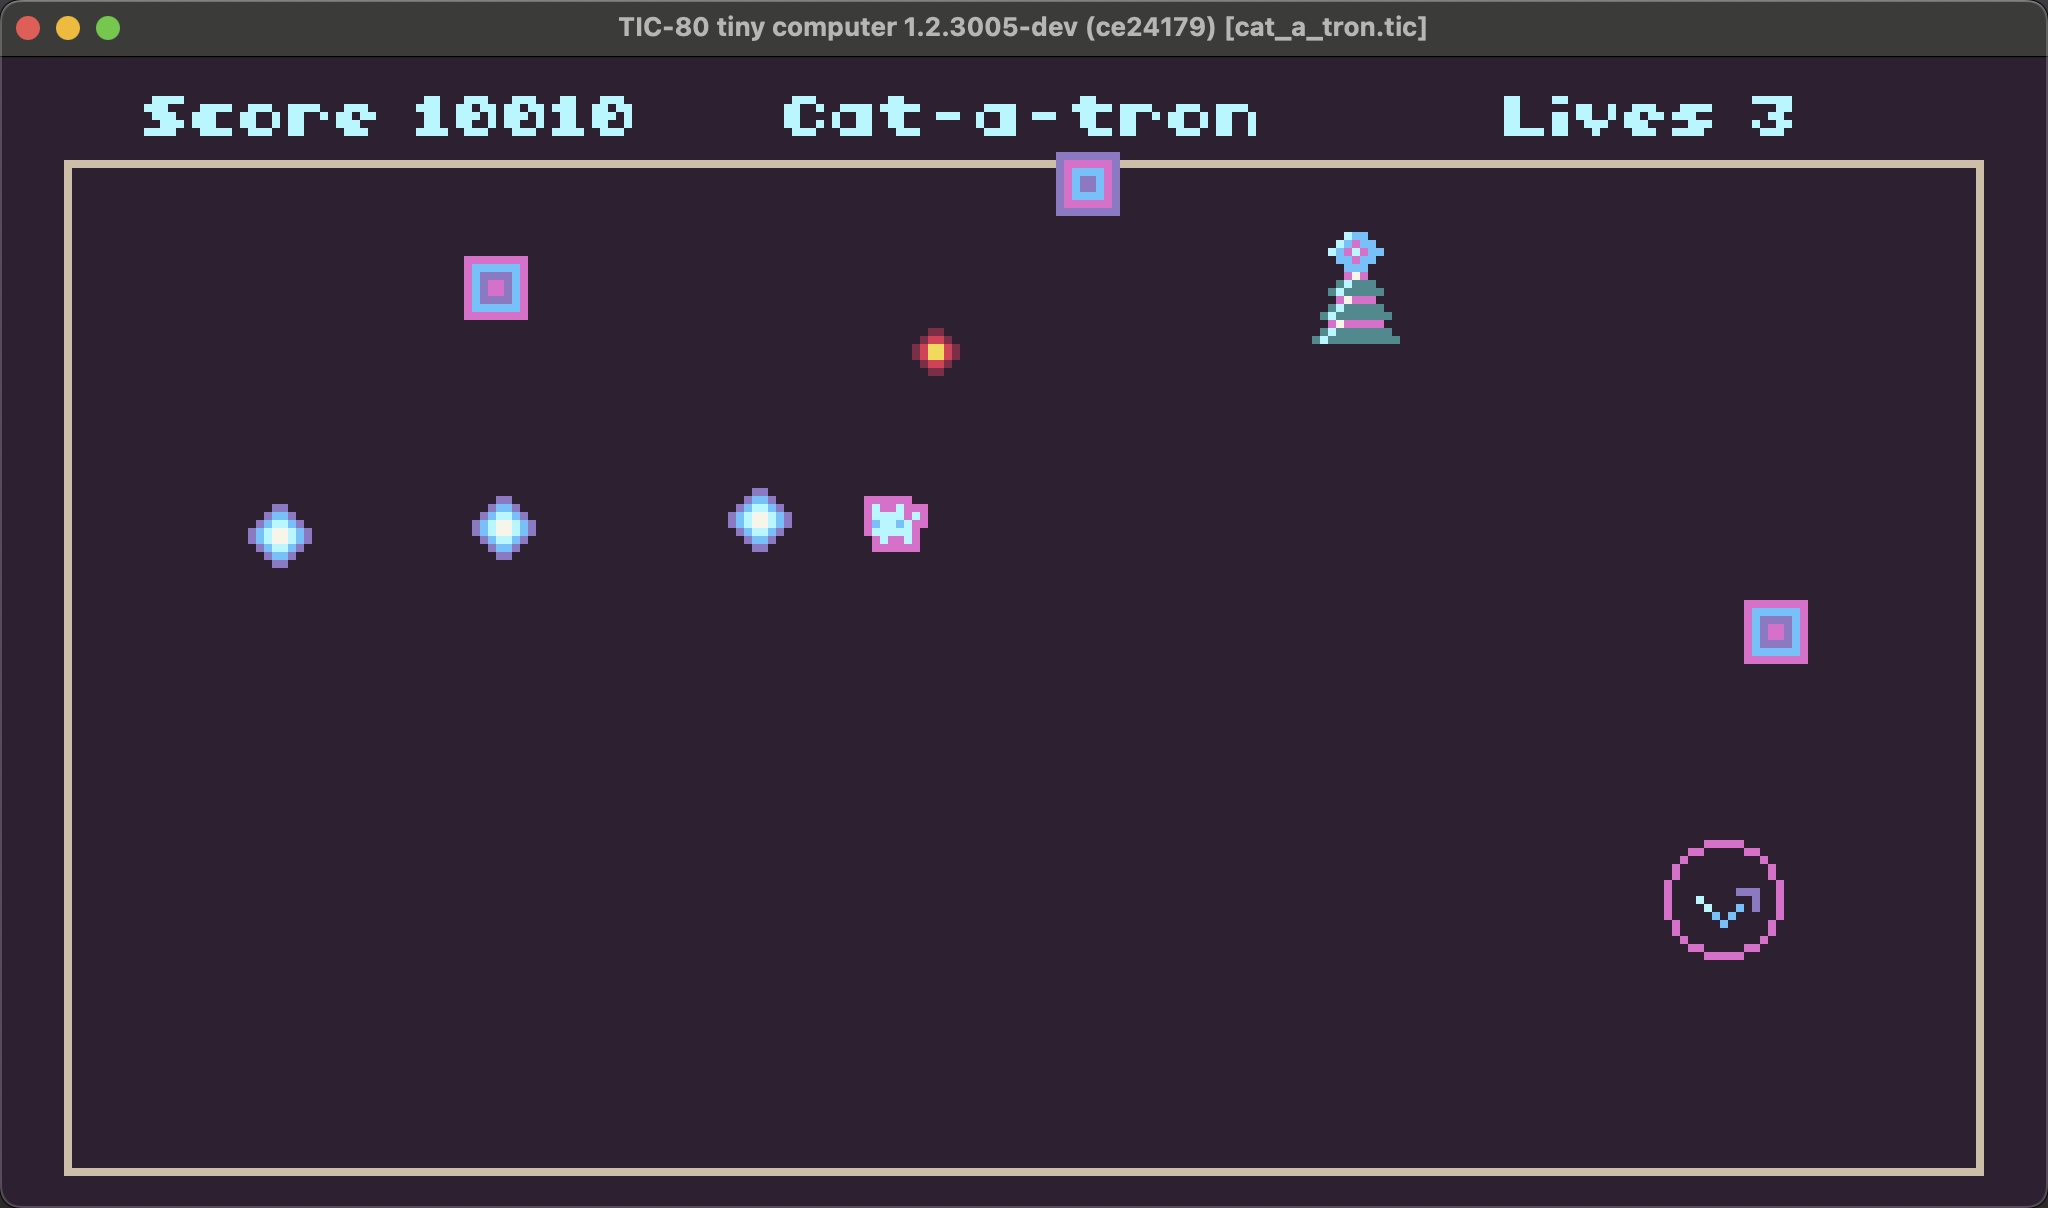 TIC-80 tiny computer 1.2.3005-dev (ce24179) [cat_a_tron.tic]
Score 10010 Cat-a-tron Lives 3